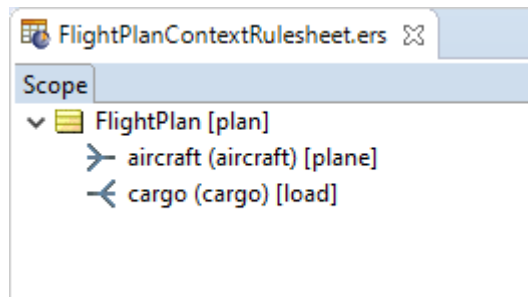 FlightPlanContextRulesheet.ers
Scope
FlightPlan [plan]
aircraft (aircraft) [plane]
cargo (cargo) [load]